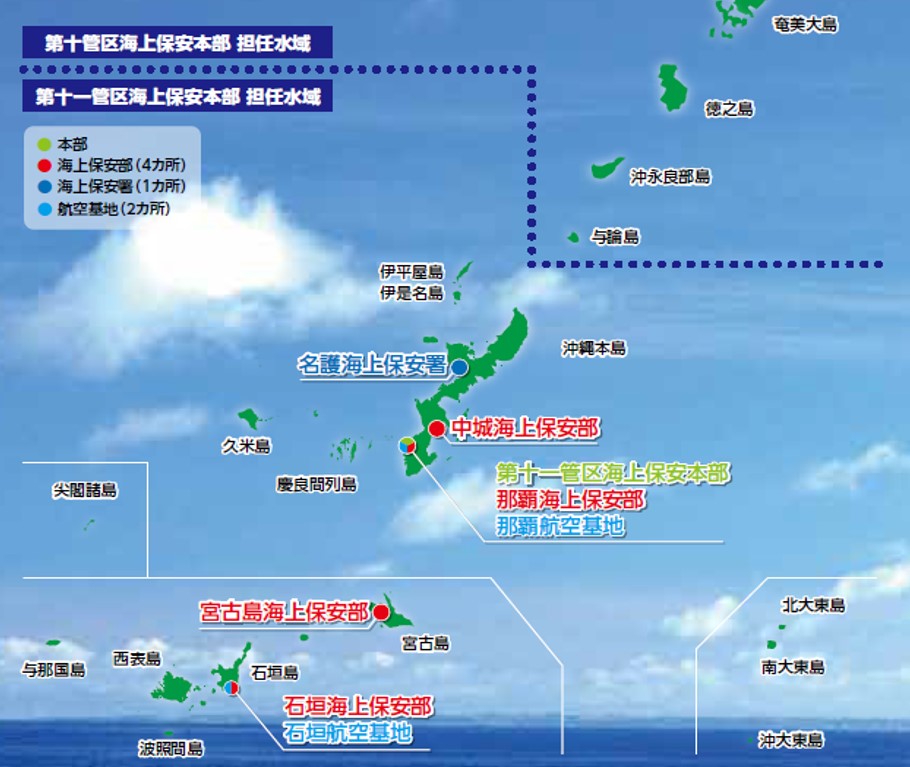 奄美大島
第十管区海上保安本部 担任水域
第十一管区海上保安本部 担任水域
徳之島
本部
海上保安部(4カ所)
海上保安署(1カ所)
航空基地(2カ所)
沖永良部島
与論島
伊平屋島
伊是名島
沖縄本島
名護海上保安署
中城海上保安部
久米島
慶良間列島
第十一管区海上保安本部
那覇海上保安部
那覇航空基地
尖閣諸島
宮古島海上保安部
宮古島
北大東島
南大東島
与那国島
西表島
石垣島
石垣海上保安部
石垣航空基地
波照間島
沖大東島